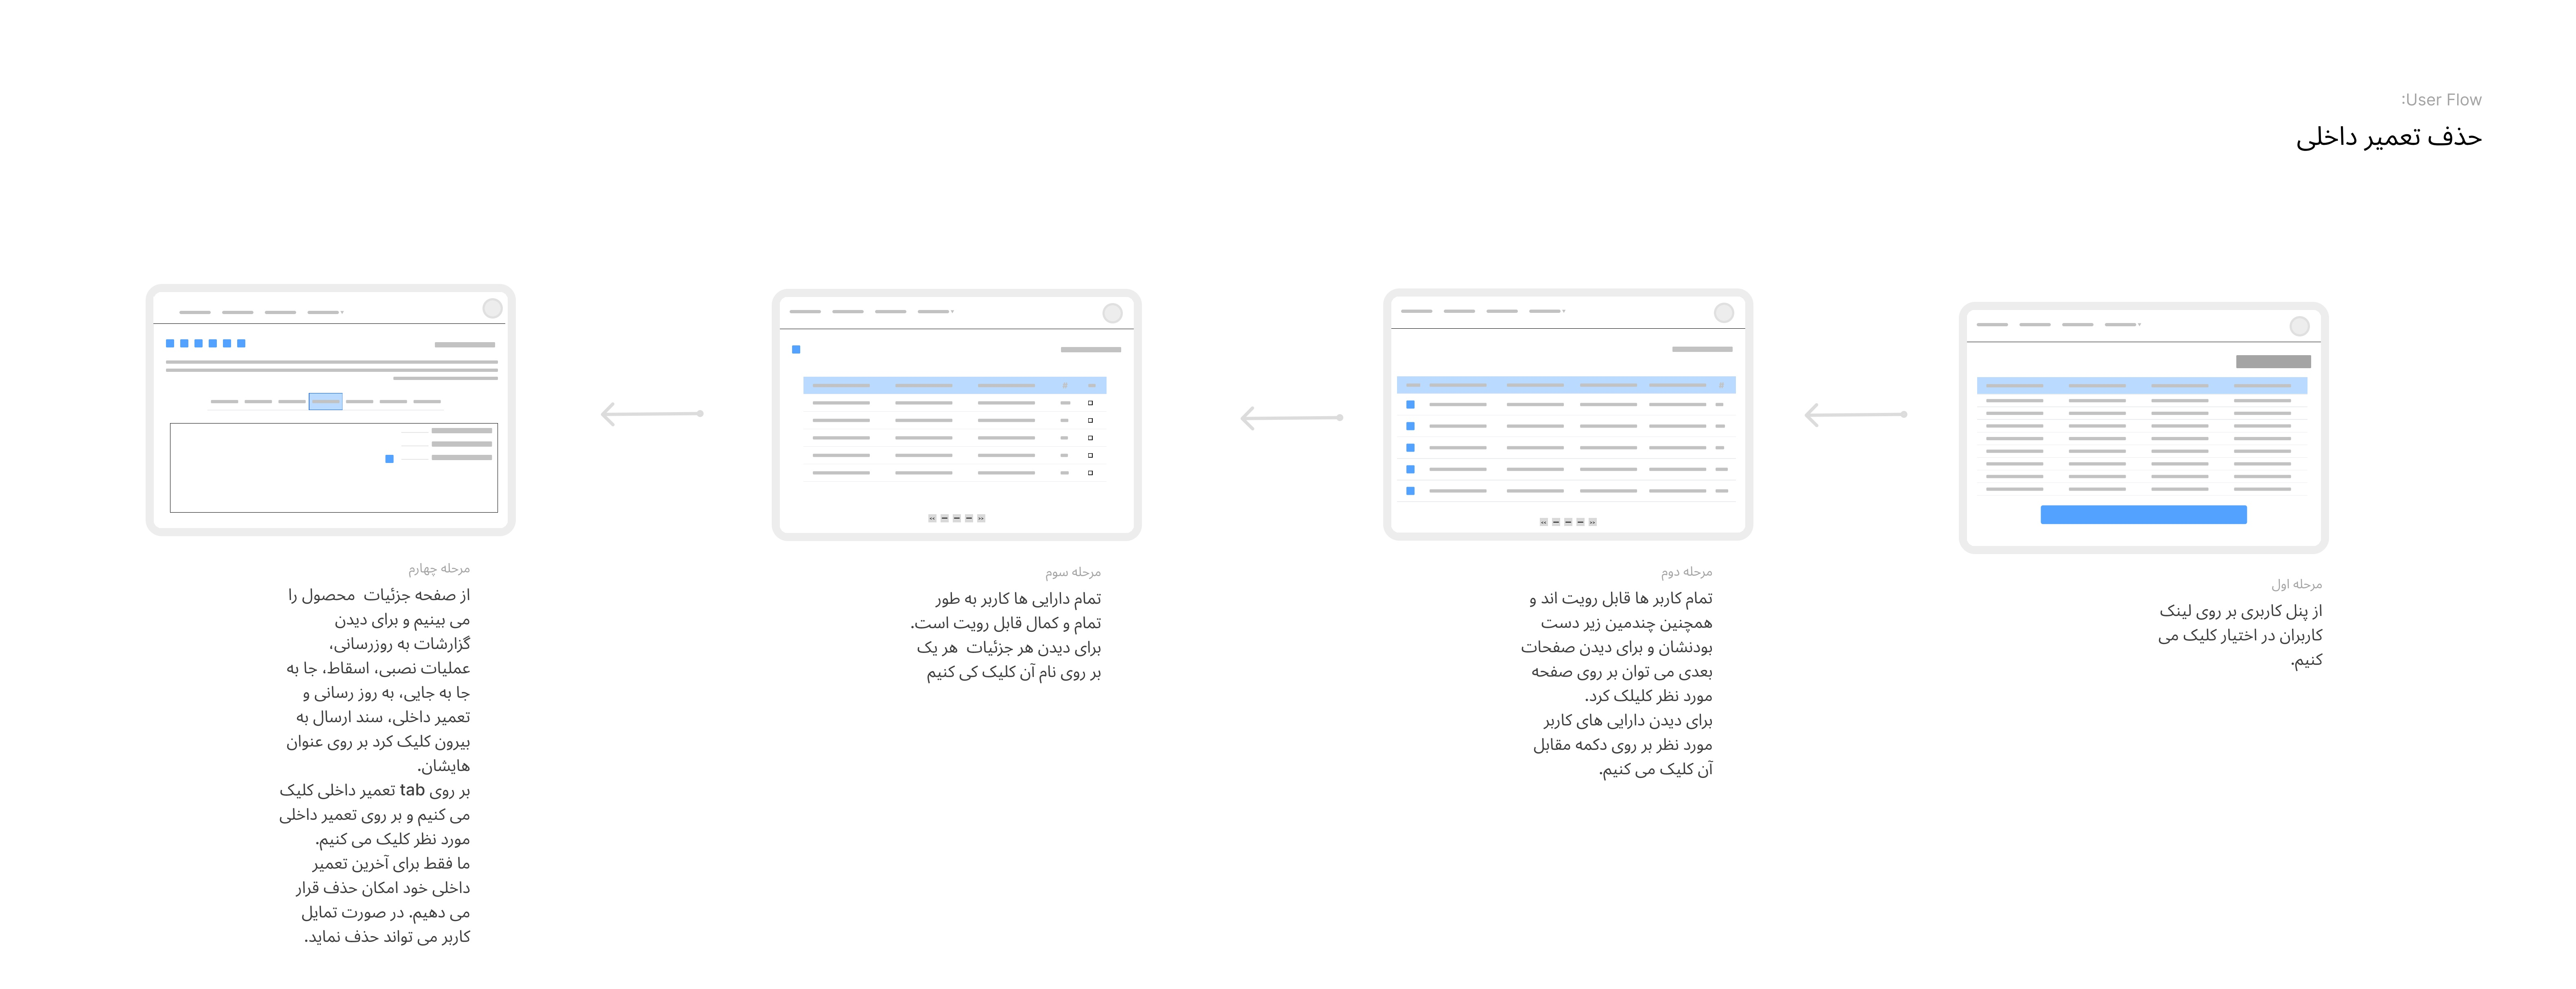 User Flow:
حذف تعمیر داخلی
مرحله اول
از پنل کاربری بر روی لینک
کاربران در اختیار کلیک می
کنیم.
مرحله دوم
تمام کاربر ها قابل رویت اند و
همچنین چندمین زیر دست
بودنشان و برای دیدن صفحات
بعدی می توان بر روی صفحه
مورد نظر کلیلک کرد.
برای دیدن دارایی های کاربر
مورد نظر بر روی دکمه مقابل
آن کلیک می کنیم.
مرحله سوم
تمام دارایی ها کاربر به طور
تمام و کمال قابل رویت است.
برای دیدن هر جزئیات هر یک
بر روی نام آن کلیک کی کنیم
مرحله چهارم
از صفحه جزئیات محصول را
می بینیم و برای دیدن
گزارشات به روزرسانی،
عملیات نصبی، اسقاط، جا به
جا به جایی، به روز رسانی و
تعمیر داخلی، سند ارسال به
بیرون کلیک کرد بر روی عنوان
هایشان.
بر روی tab تعمیر داخلی کلیک
می کنیم و بر روی تعمیر داخلی
مورد نظر کلیک می کنیم.
ما فقط برای آخرین تعمیر
داخلی خود امکان حذف قرار
می دهیم. در صورت تمایل
کاربر می تواند حذف نماید.